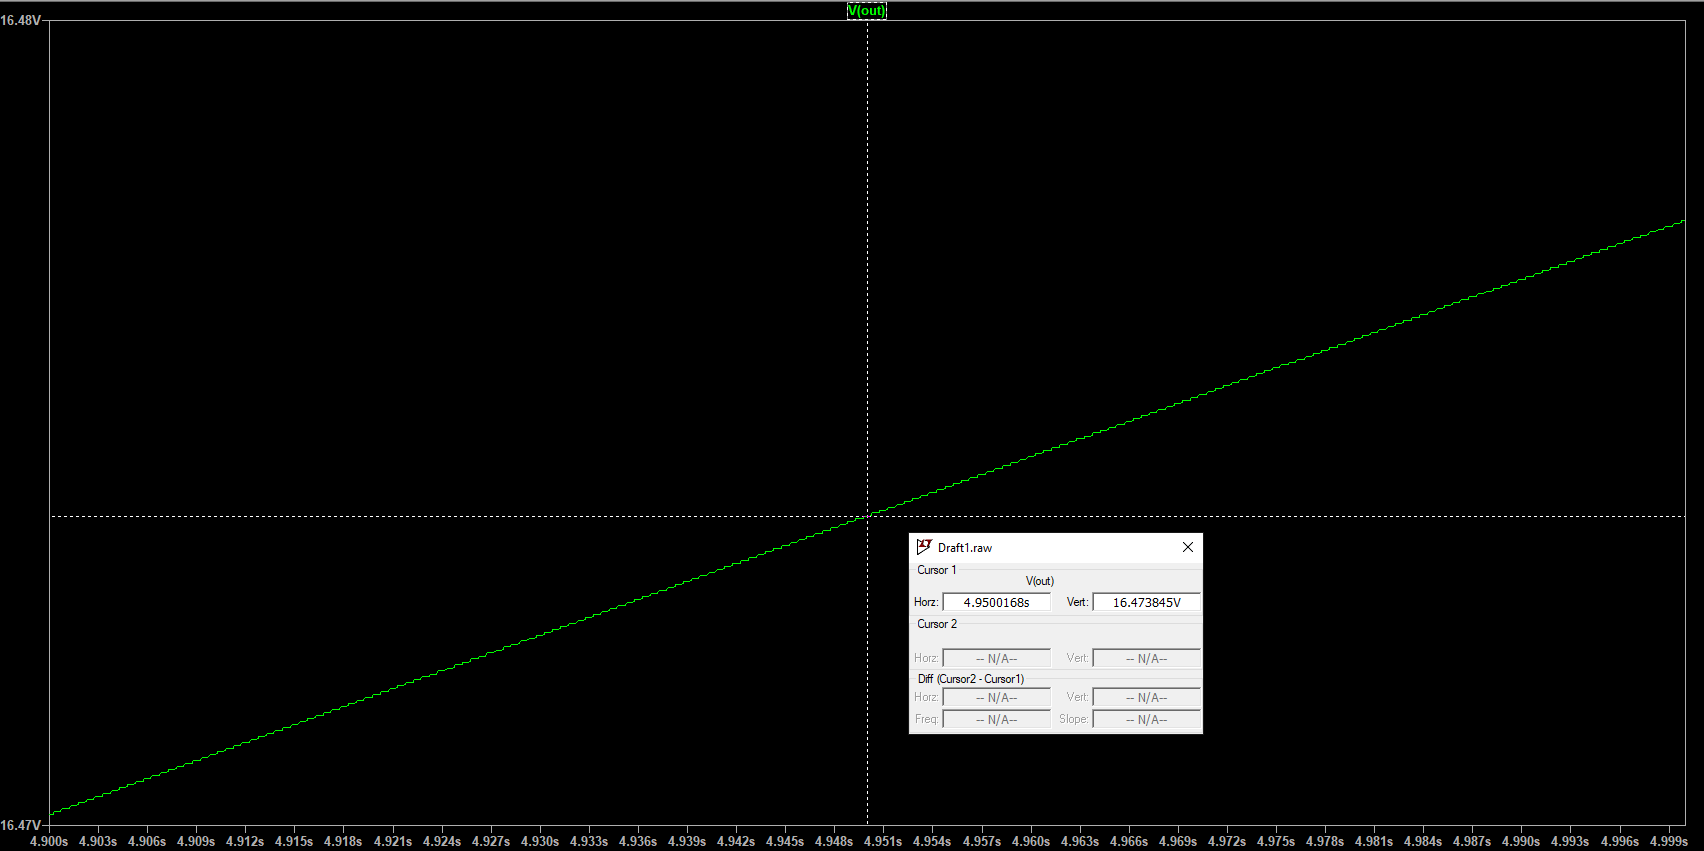 V(out)
16.48V
Draft1.raw
Cursor 1
V(out)
Horz: 4.9500168s Vert: 16.473845V
Cursor 2
Horz: -- N/A-- Vert: -- N/A--
Diff (Cursor2 - Cursor1)
Horz: -- N/A-- Vert: -- N/A--
Freq: -- N/A-- Slope: -- N/A--
16.47V
4.900s 4.903s 4.906s 4.909s 4.912s 4.915s 4.918s 4.921s 4.924s 4.927s 4.930s 4.933s 4.936s 4.939s 4.942s 4.945s 4.948s 4.951s 4.954s 4.957s 4.960s 4.963s 4.966s 4.969s 4.972s 4.975s 4.978s 4.981s 4.984s 4.987s 4.990s 4.993s 4.996s 4.999s